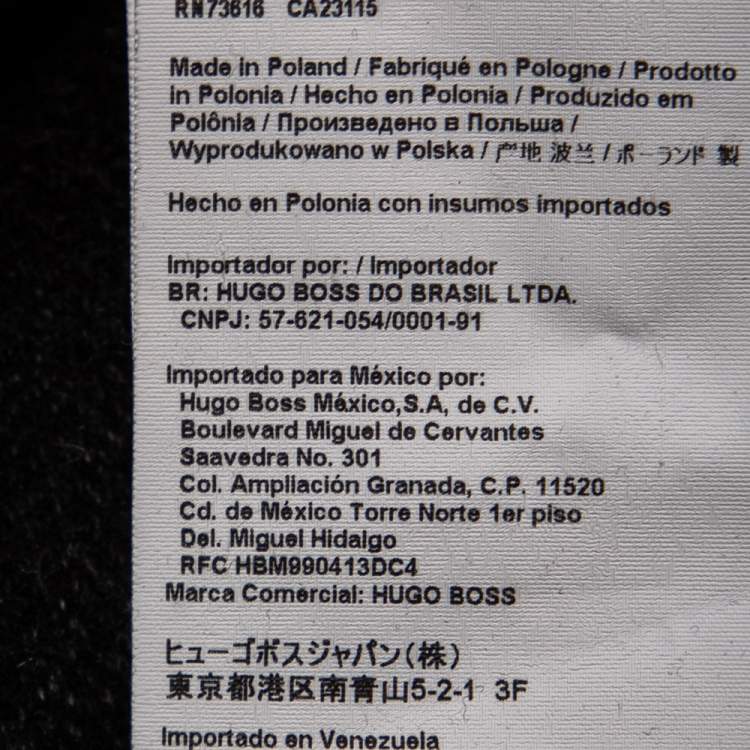 RN73616 CA23115
Made in Poland / Fabriqué en Pologne / Prodotto
in Polonia / Hecho en Polonia / Produzido em
Polônia / Произведено в Польша /
Wyprodukowano w Polska / 产地 波兰 / ポーランド 製
Hecho en Polonia con insumos importados
Importador por: / Importador
BR: HUGO BOSS DO BRASIL LTDA.
CNPJ: 57-621-054/0001-91
Importado para México por:
Hugo Boss México,S.A, de C.V.
Boulevard Miguel de Cervantes
Saavedra No. 301
Col. Ampliación Granada, C.P. 11520
Cd. de México Torre Norte 1er piso
Del. Miguel Hidalgo
RFC HBM990413DC4
Marca Comercial: HUGO BOSS
ヒューゴボスジャパン(株)
東京都港区南青山5-2-1 3F
Importado en Venezuela